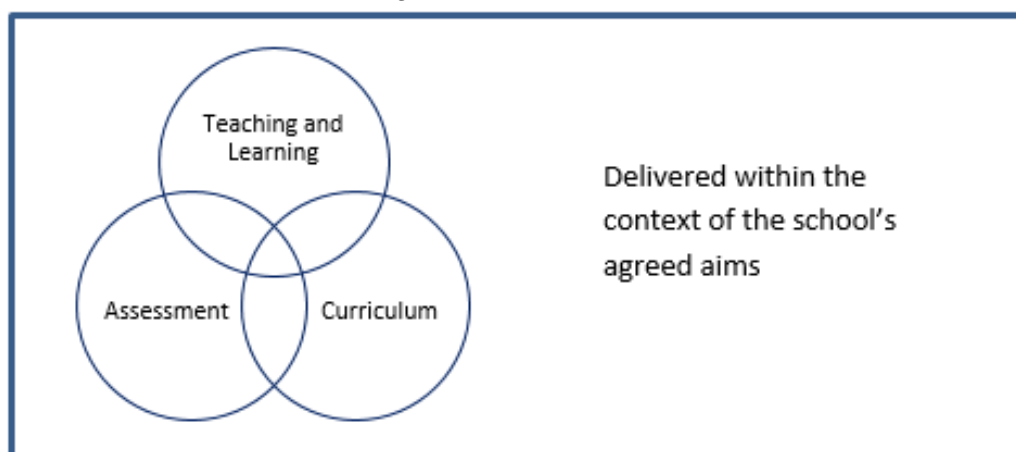 Teaching and
Learning
Assessment
Curriculum
Delivered within the
context of the school's
agreed aims